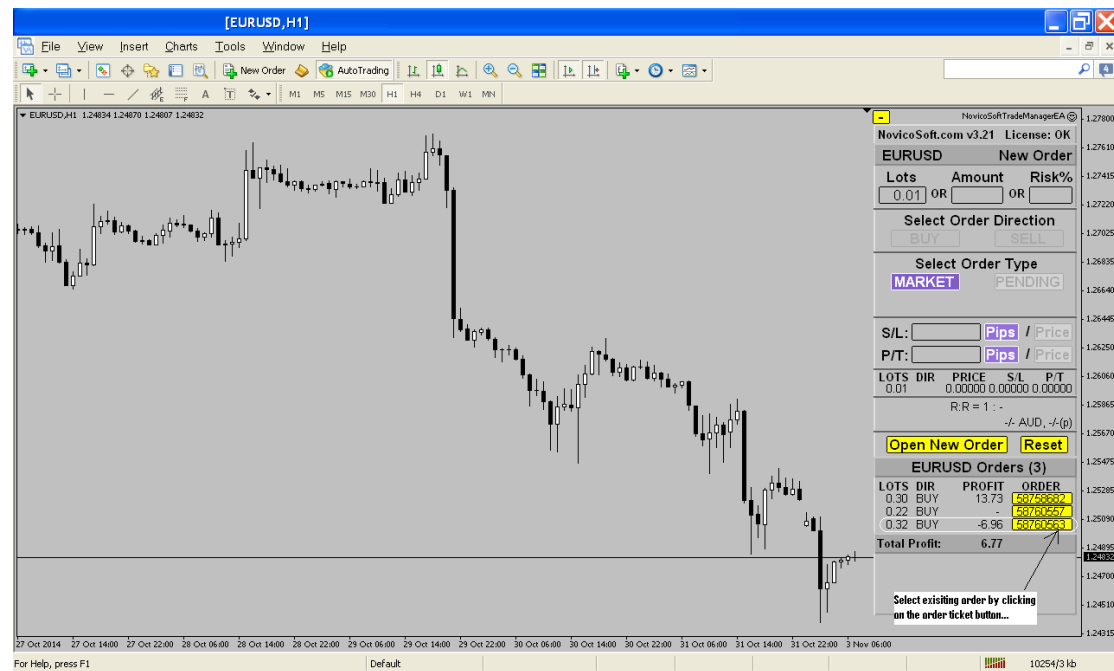 [EURUSD,H1]
File View Insert Charts Tools Window Help
New Order AutoTrading
4
A T M1 M5 M15 M30 H1 H4 D1 W1 MN
EURUSD,H1 1.24834 1.24870 1.24807 1.24832
NovicoSoftTradeManagerEA
NovicoSoft.com v3.21 License: OK
EURUSD New Order
Lots Amount Risk%
0.01 OR OR
Select Order Direction
BUY SELL
Select Order Type
MARKET PENDING
S/L: Pips / Price
P/T: Pips / Price
LOTS DIR PRICE S/L P/T
0.01 0.00000 0.00000 0.00000
R:R = 1 : -
-/- AUD, -/-(p)
Open New Order Reset
EURUSD Orders (3)
LOTS DIR PROFIT ORDER
0.30 BUY 13.73 58758682
0.22 BUY - 58760557
0.32 BUY -6.96 58760563
Total Profit: 6.77
Select exisiting order by clicking
on the order ticket button...
1.27800
1.27610
1.27415
1.27220
1.27025
1.26835
1.26640
1.26445
1.26250
1.26060
1.25865
1.25670
1.25475
1.25285
1.25090
1.24895
1.24832
1.24700
1.24510
1.24315
27 Oct 2014 27 Oct 14:00 27 Oct 22:00 28 Oct 06:00 28 Oct 14:00 28 Oct 22:00 29 Oct 06:00 29 Oct 14:00 29 Oct 22:00 30 Oct 06:00 30 Oct 14:00 30 Oct 22:00 31 Oct 06:00 31 Oct 14:00 31 Oct 22:00 3 Nov 06:00
For Help, press F1 Default 10254/3 kb